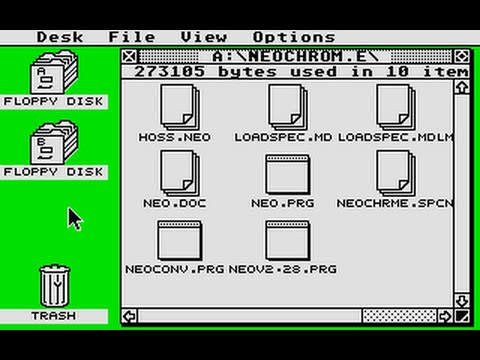 Desk File View Options
A:\NEOCHROM.E\
273105 bytes used in 10 item
A
FLOPPY DISK
B
FLOPPY DISK
TRASH
HOSS.NEO LOADSPEC.MD LOADSPEC.MDLM
NEO.DOC NEO.PRG NEOCHRME.SPCN
NEOCONV.PRG NEOV2-28.PRG